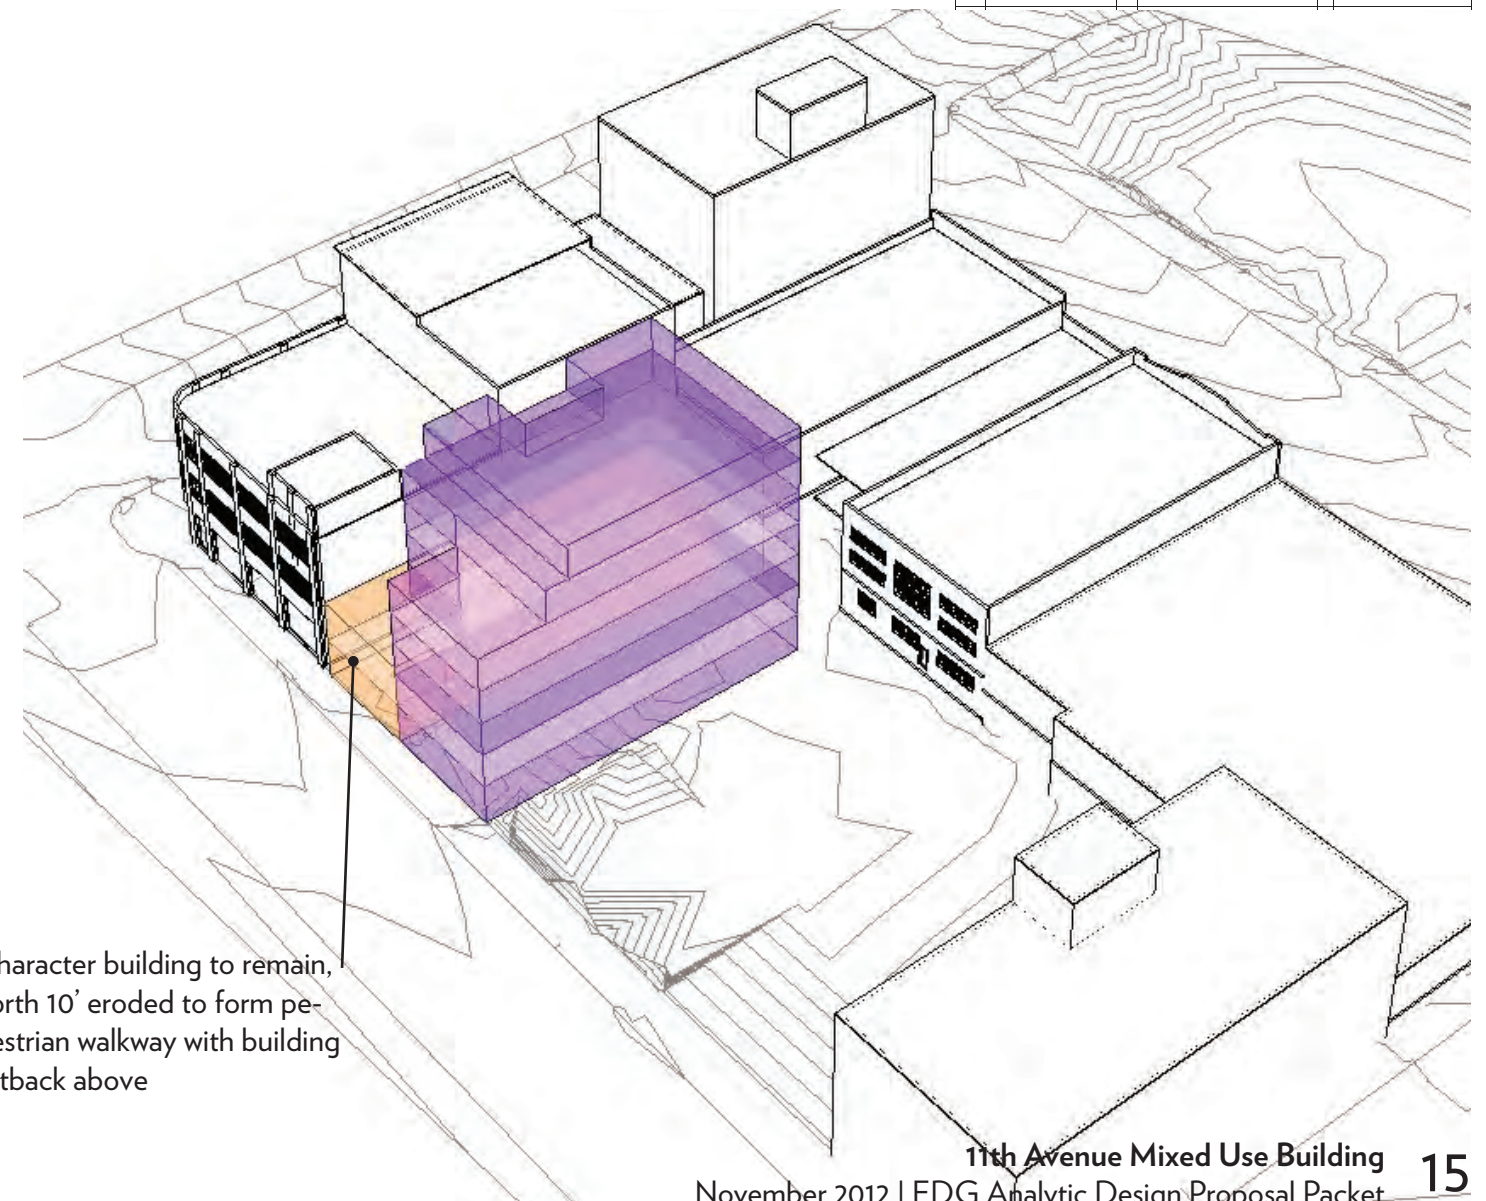 haracter building to remain,
orth 10’ eroded to form pe-
estrian walkway with building
tback above
11th Avenue Mixed Use Building
15
November 2012 | EDG Analytic Design Proposal Packet